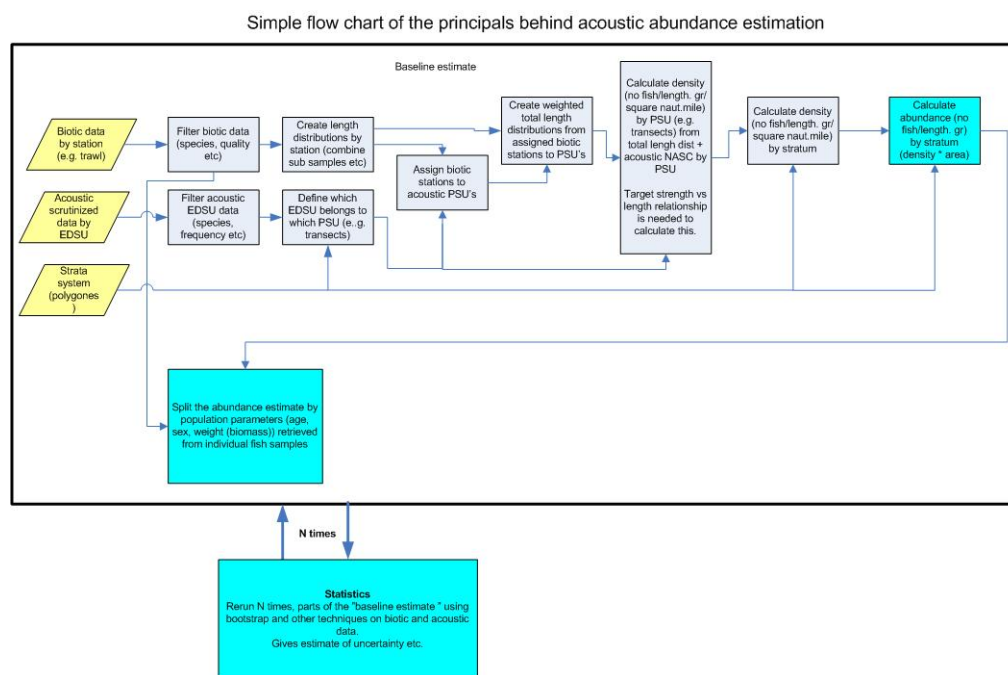 Simple flow chart of the principals behind acoustic abundance estimation
Baseline estimate
Biotic data
by station
(e.g. trawl)
Filter biotic data
(species, quality
etc)
Create length
distributions by
station (combine
sub samples etc)
Assign biotic
stations to
acoustic PSU's
Create weighted
total length
distributions from
assigned biotic
stations to PSU's
Calculate density
(no fish/length. gr/
square naut.mile)
by PSU (e.g.
transects) from
total lengh dist +
acoustic NASC by
PSU
Target strength vs
length relationship
is needed to
calculate this.
Calculate density
(no fish/length. gr/
square naut.mile)
by stratum
Calculate
abundance (no
fish/length. gr)
by stratum
(density * area)
Acoustic
scrutinized
data by
EDSU
Filter acoustic
EDSU data
(species,
frequency etc)
Define which
EDSU belongs to
which PSU (e..g.
transects)
Strata
system
(polygones
)
Split the abundance estimate by
population parameters (age,
sex, weight (biomass)) retrieved
from individual fish samples
N times
Statistics
Rerun N times, parts of the "baseline estimate " using
bootstrap and other techniques on biotic and acoustic
data.
Gives estimate of uncertainty etc.